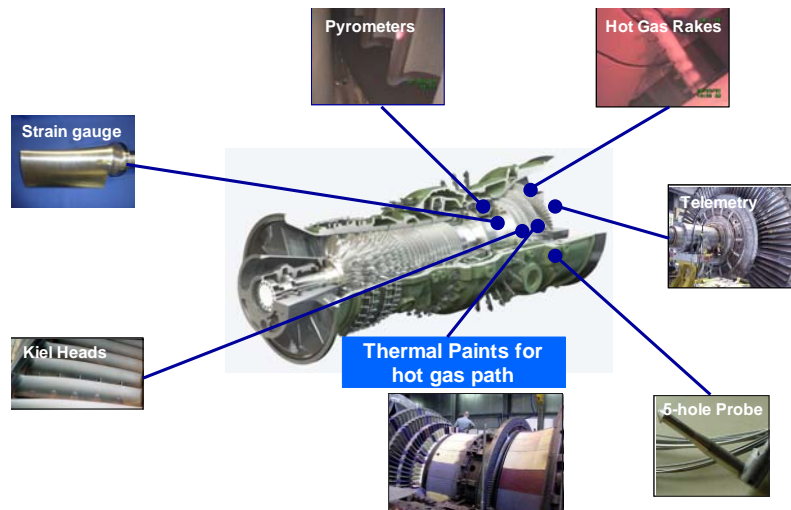 Pyrometers
Hot Gas Rakes
Strain gauge
Telemetry
Kiel Heads
Thermal Paints for
hot gas path
5-hole Probe